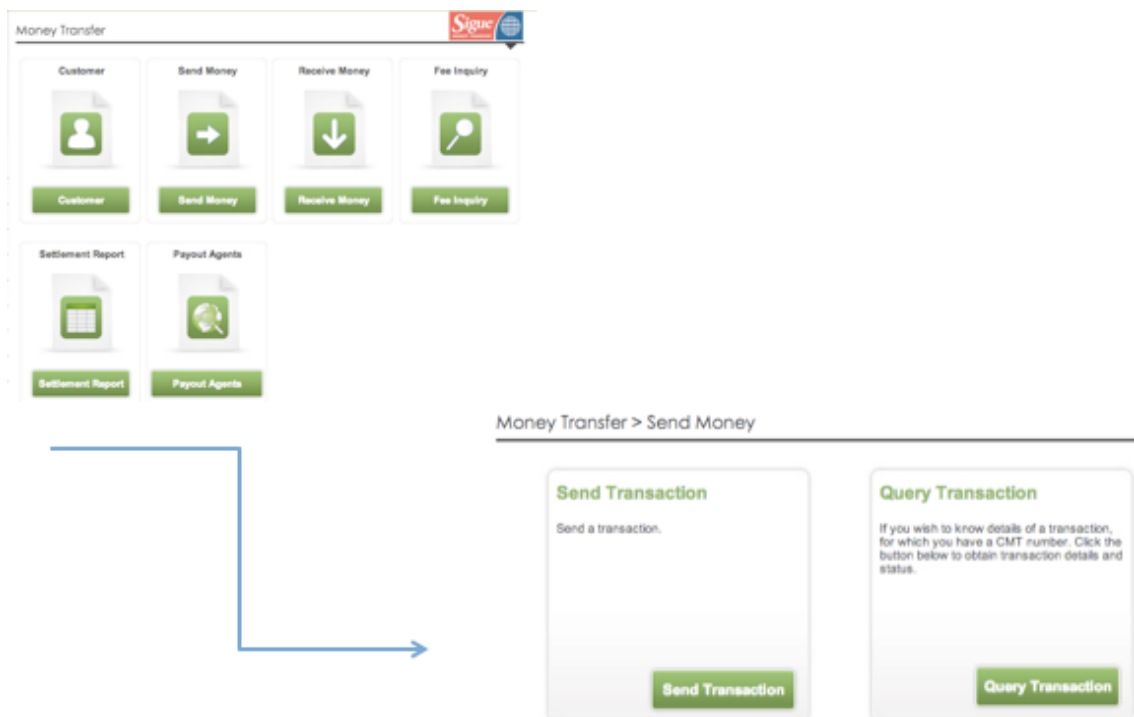 Money Transfer
Sigue
Customer Send Money Receive Money Fee Inquiry
Customer Send Money Receive Money Fee Inquiry
Settlement Report Payout Agents
Settlement Report Payout Agents
Money Transfer > Send Money
Send Transaction
Send a transaction.
Send Transaction
Query Transaction
If you wish to know details of a transaction,
for which you have a CMT number. Click the
button below to obtain transaction details and
status.
Query Transaction